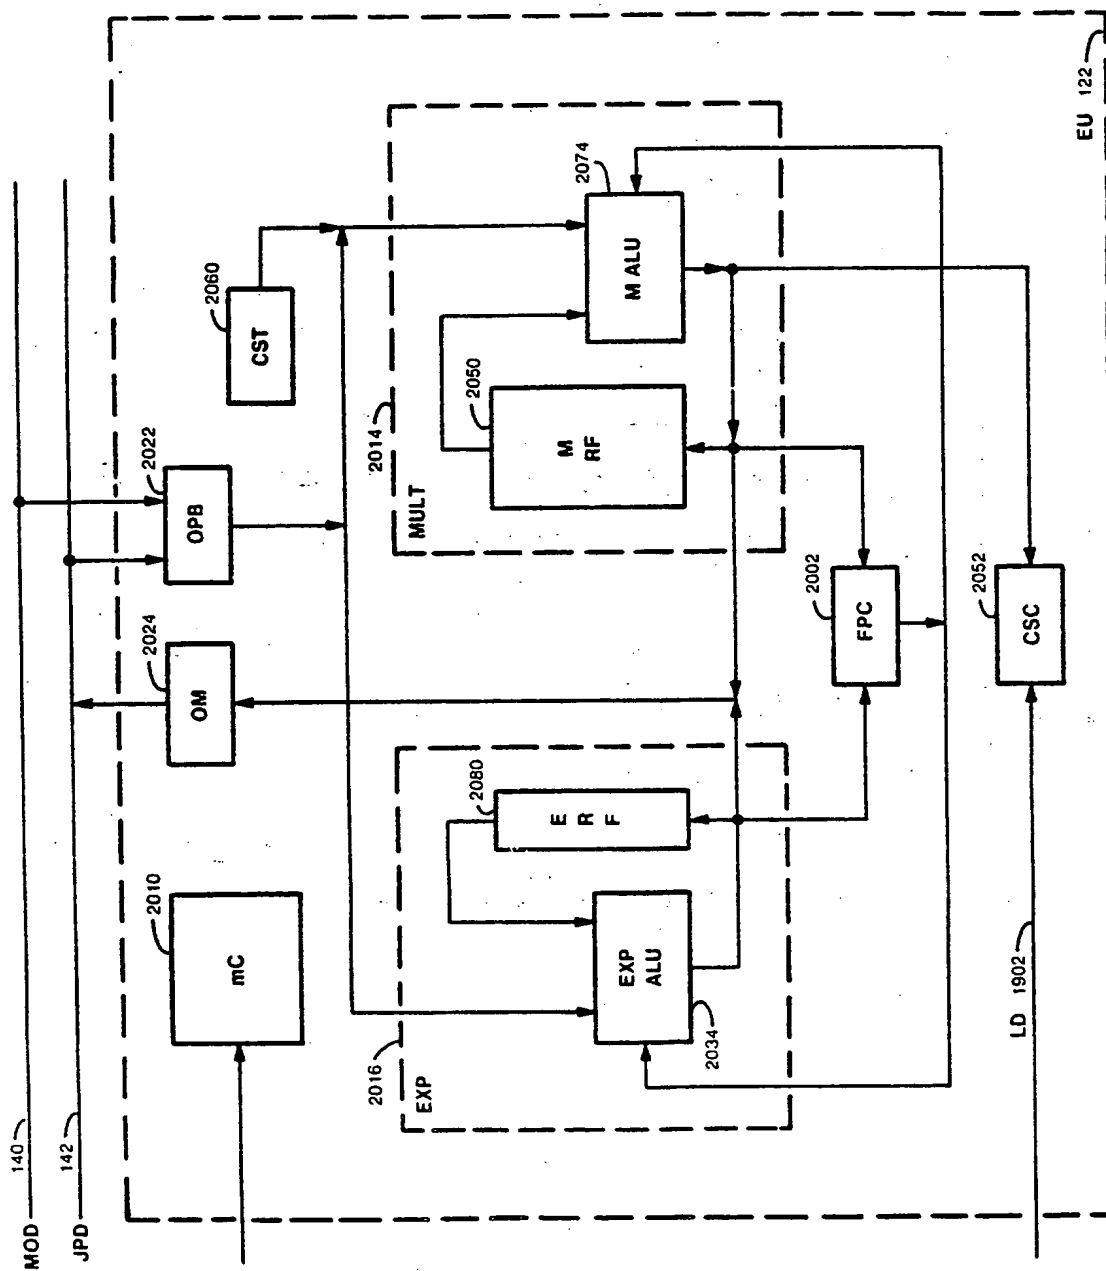 MOD 140
JPD 142
mC
2010
OM
2024
OPB
2022
CST
2060
EXP
2016
EXP
ALU
2034
E
R
F
2080
MULT
2014
M
RF
2050
M ALU
2074
FPC
2002
CSC
2052
LD 1902
EU 122